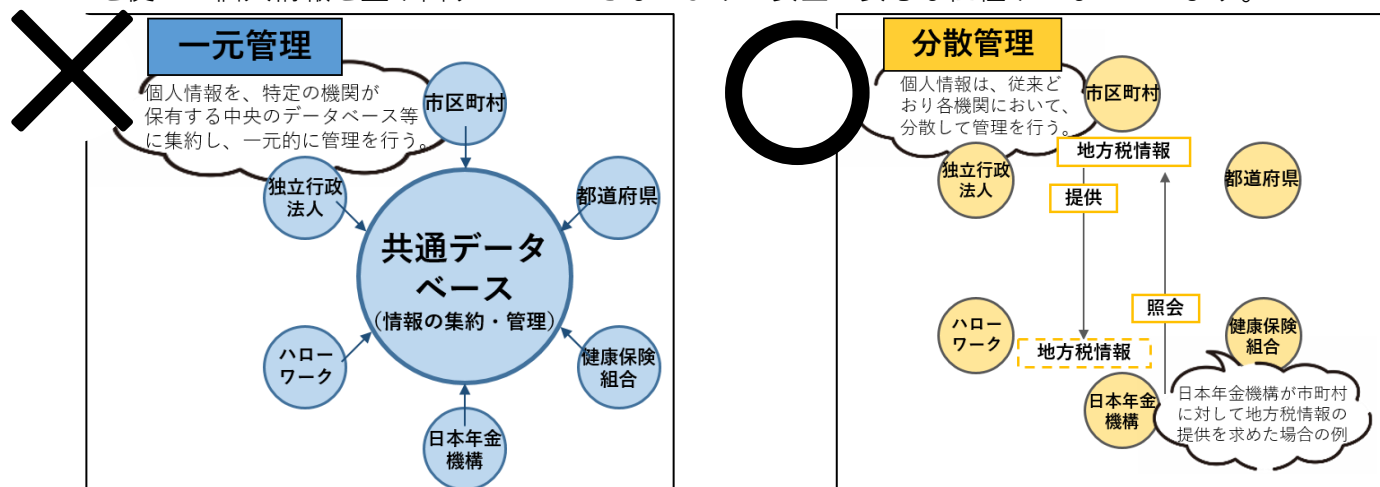 一元管理
個人情報を、特定の機関が
保有する中央のデータベース等
に集約し、一元的に管理を行う。
市区町村
独立行政
法人
都道府県
共通データ
ベース
(情報の集約・管理)
ハロー
ワーク
健康保険
組合
日本年金
機構
分散管理
個人情報は、従来ど
おり各機関において、
分散して管理を行う。
市区町村
地方税情報
独立行政
法人
提供
都道府県
照会
ハロー
ワーク
地方税情報
健康保険
組合
日本年金
機構
日本年金機構が市町村
に対して地方税情報の
提供を求めた場合の例